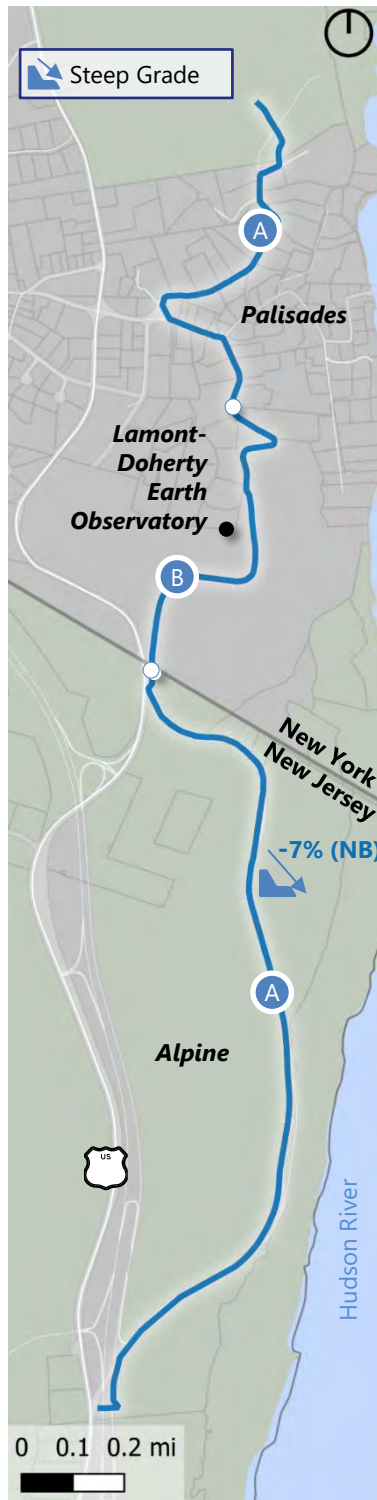 Steep Grade
A
Palisades
Lamont-
Doherty
Earth
Observatory
B
New York
New Jersey
-7% (NB)
A
Alpine
US
Hudson River
0 0.1 0.2 mi